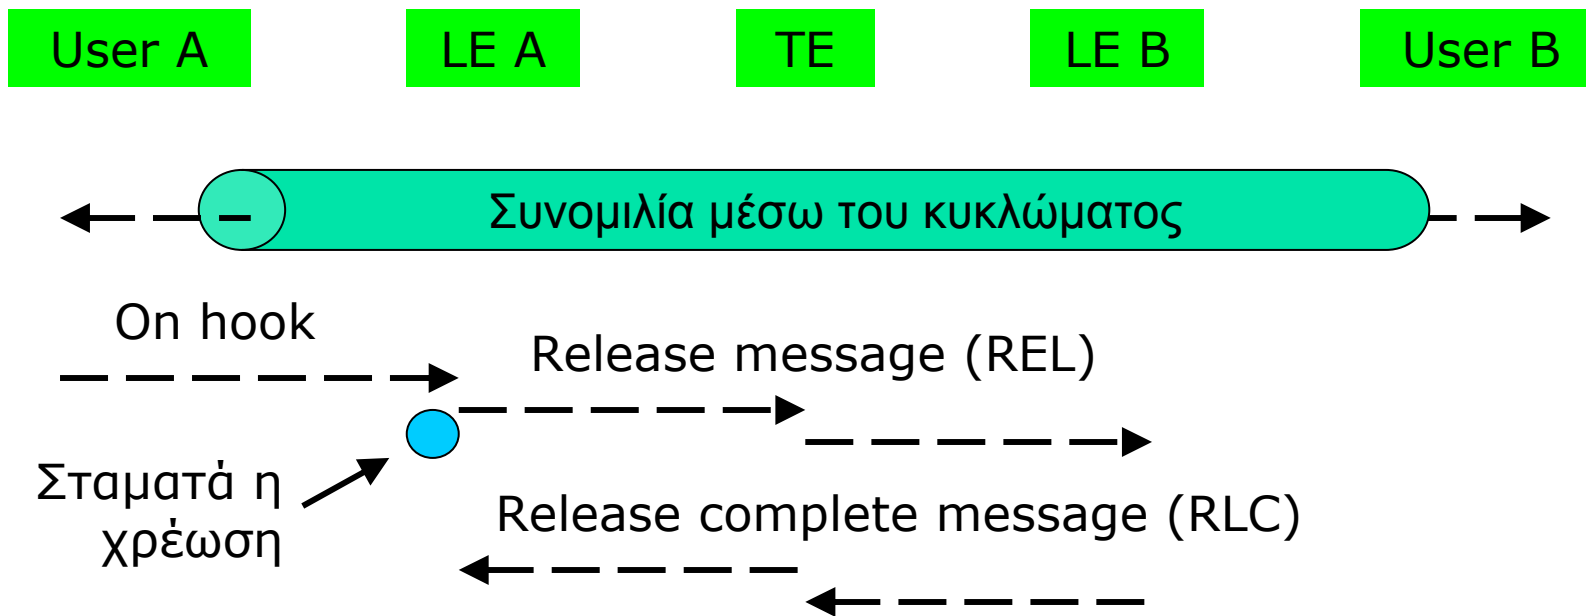 User A
LE A
TE
LE B
User B
Συνομιλία μέσω του κυκλώματος
On hook
Release message (REL)
Σταματά η
χρέωση
Release complete message (RLC)